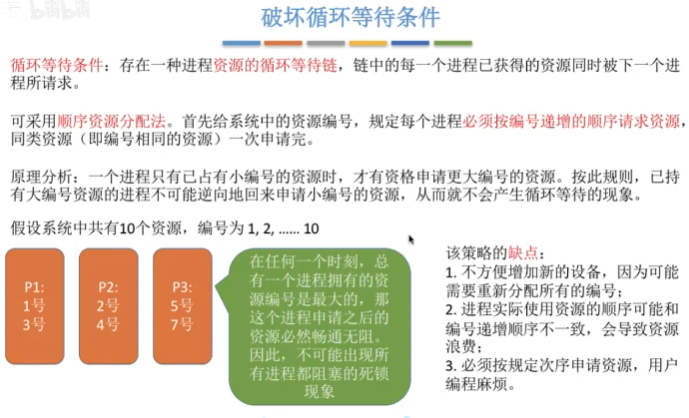 破坏循环等待条件
循环等待条件：存在一种进程资源的循环等待链，链中的每一个进程已获得的资源同时被下一个进
程所请求。
可采用顺序资源分配法。首先给系统中的资源编号，规定每个进程必须按编号递增的顺序请求资源，
同类资源（即编号相同的资源）一次申请完。
原理分析：一个进程只有已占有小编号的资源时，才有资格申请更大编号的资源。按此规则，已持
有大编号资源的进程不可能逆向地回来申请小编号的资源，从而就不会产生循环等待的现象。
假设系统中共有10个资源，编号为 1, 2, ...... 10
P1:
1号
3号
P2:
2号
4号
P3:
5号
7号
在任何一个时刻，总
有一个进程拥有的资
源编号是最大的，那
这个进程申请之后的
资源必然畅通无阻。
因此，不可能出现所
有进程都阻塞的死锁
现象
该策略的缺点：
1. 不方便增加新的设备，因为可能
需要重新分配所有的编号；
2. 进程实际使用资源的顺序可能和
编号递增顺序不一致，会导致资源
浪费；
3. 必须按规定次序申请资源，用户
编程麻烦。